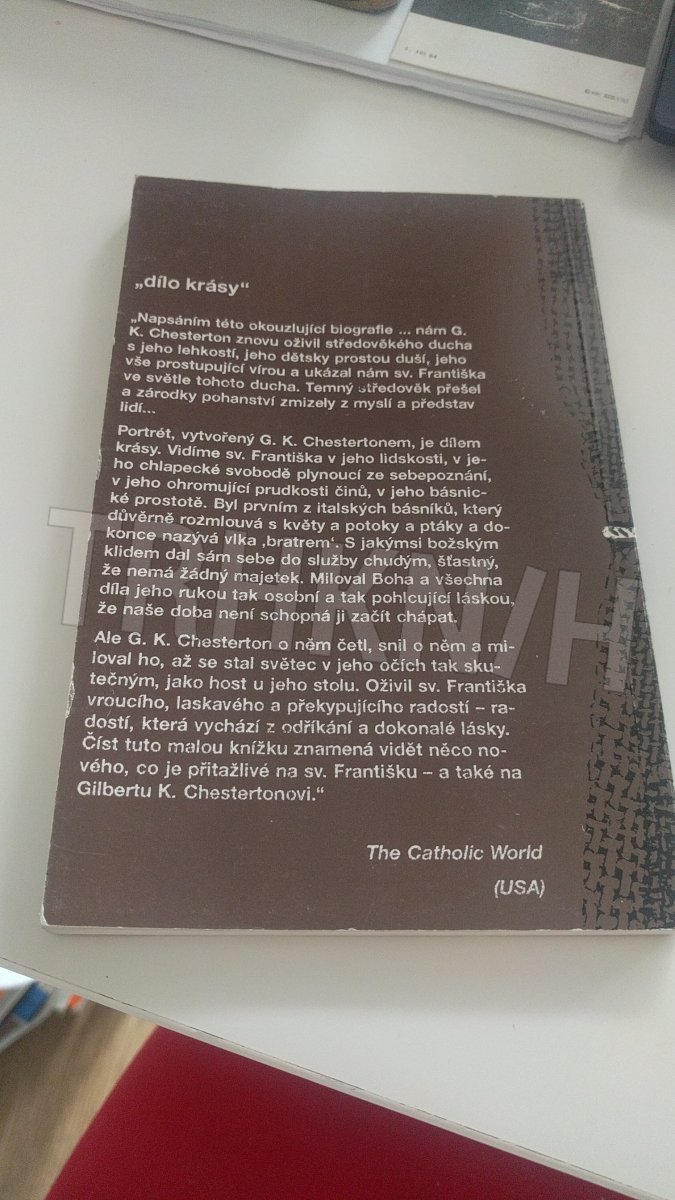 „dílo krásy“
„Napsáním této okouzlující biografie ... nám G.
K. Chesterton znovu oživil středověkého ducha
s jeho lehkostí, jeho dětsky prostou duší, jeho
vše prostupující vírou a ukázal nám sv. Františka
ve světle tohoto ducha. Temný středověk přešel
a zárodky pohanství zmizely z myslí a představ
lidí...
Portrét, vytvořený G. K. Chestertonem, je dílem
krásy. Vidíme sv. Františka v jeho lidskosti, v je-
ho chlapecké svobodě plynoucí ze sebepoznání,
v jeho ohromující prudkosti činů, v jeho básnic-
ké prostotě. Byl prvním z italských básníků, který
důvěrně rozmlouvá s květy a potoky a ptáky a do-
konce nazývá vlka ‚bratrem‘. S jakýmsi božským
klidem dal sám sebe do služby chudým, šťastný,
že nemá žádný majetek. Miloval Boha a všechna
díla jeho rukou tak osobní a tak pohlcující láskou,
že naše doba není schopná ji začít chápat.
Ale G. K. Chesterton o něm četl, snil o něm a mi-
loval ho, až se stal světec v jeho očích tak sku-
tečným, jako host u jeho stolu. Oživil sv. Františka
vroucího, laskavého a překypujícího radostí – ra-
dostí, která vychází z odříkání a dokonalé lásky.
Číst tuto malou knížku znamená vidět něco no-
vého, co je přitažlivé na sv. Františku – a také na
Gilbertu K. Chestertonovi.“
The Catholic World
(USA)